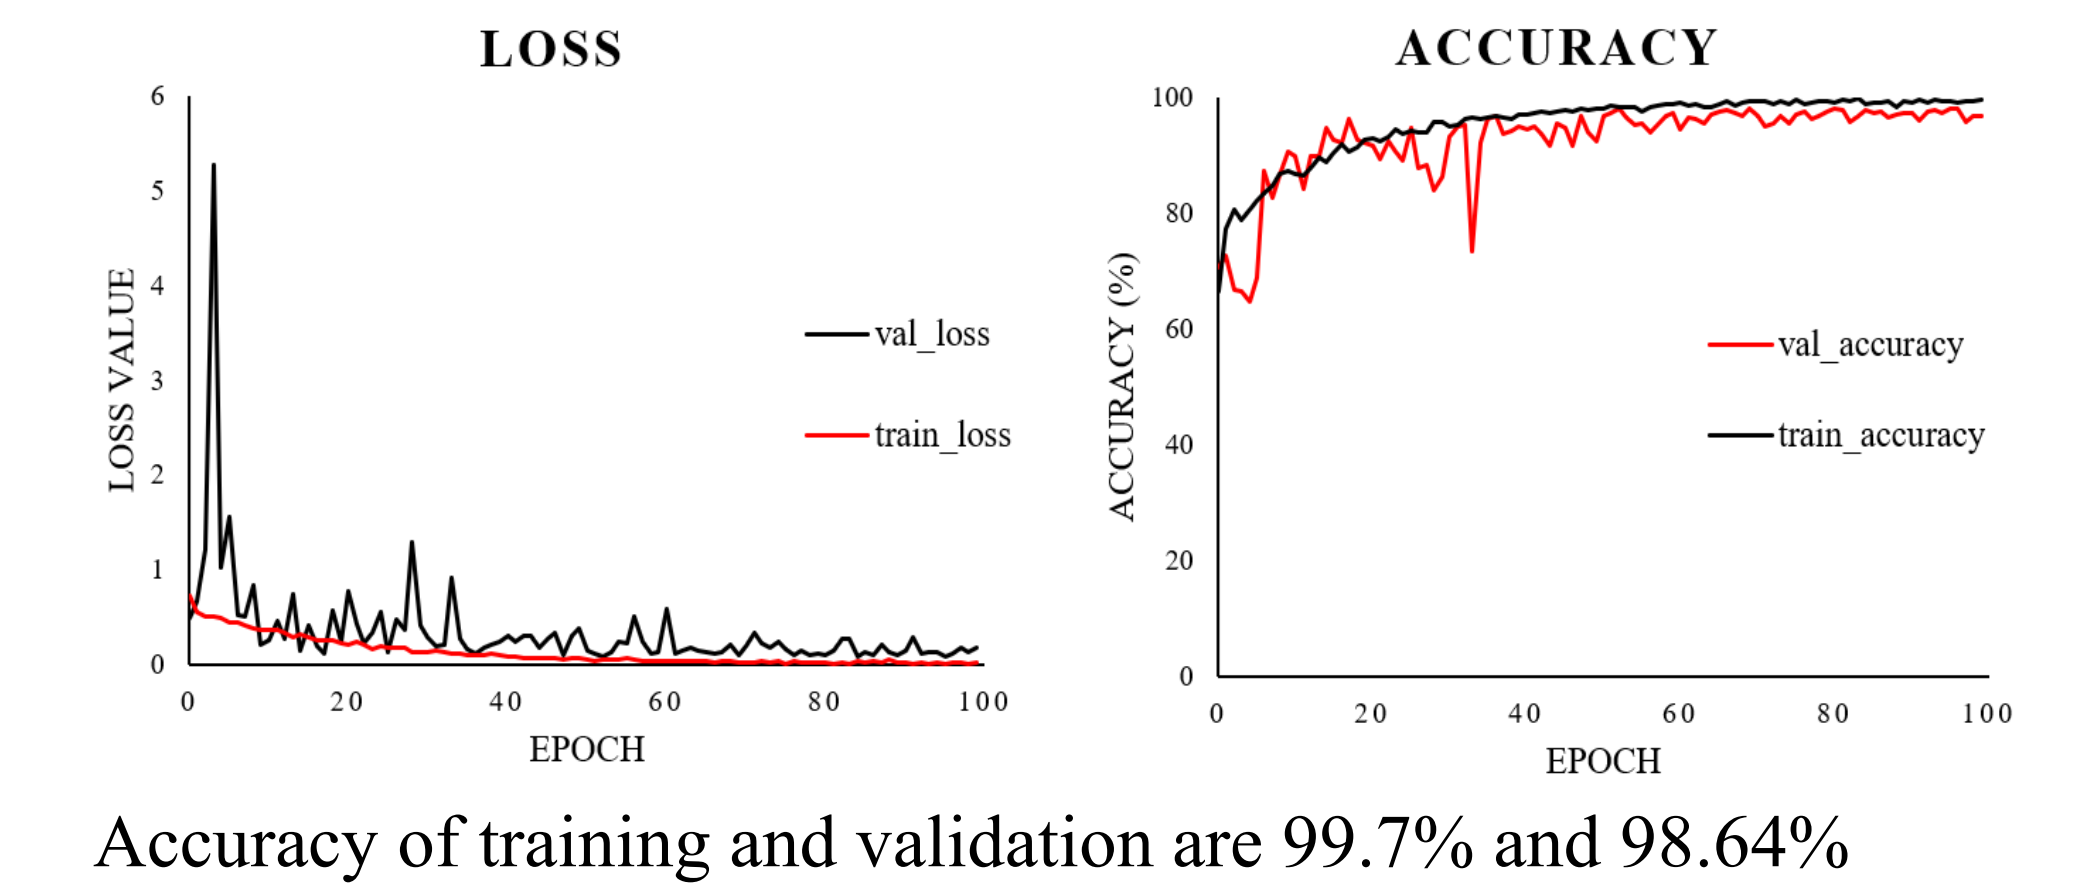 LOSS
6
5
4
3
2
1
0
LOSS VALUE
val_loss
train_loss
0 20 40 60 80 100
EPOCH
ACCURACY
100
80
60
40
20
0
ACCURACY (%)
val_accuracy
train_accuracy
0 20 40 60 80 100
EPOCH
Accuracy of training and validation are 99.7% and 98.64%